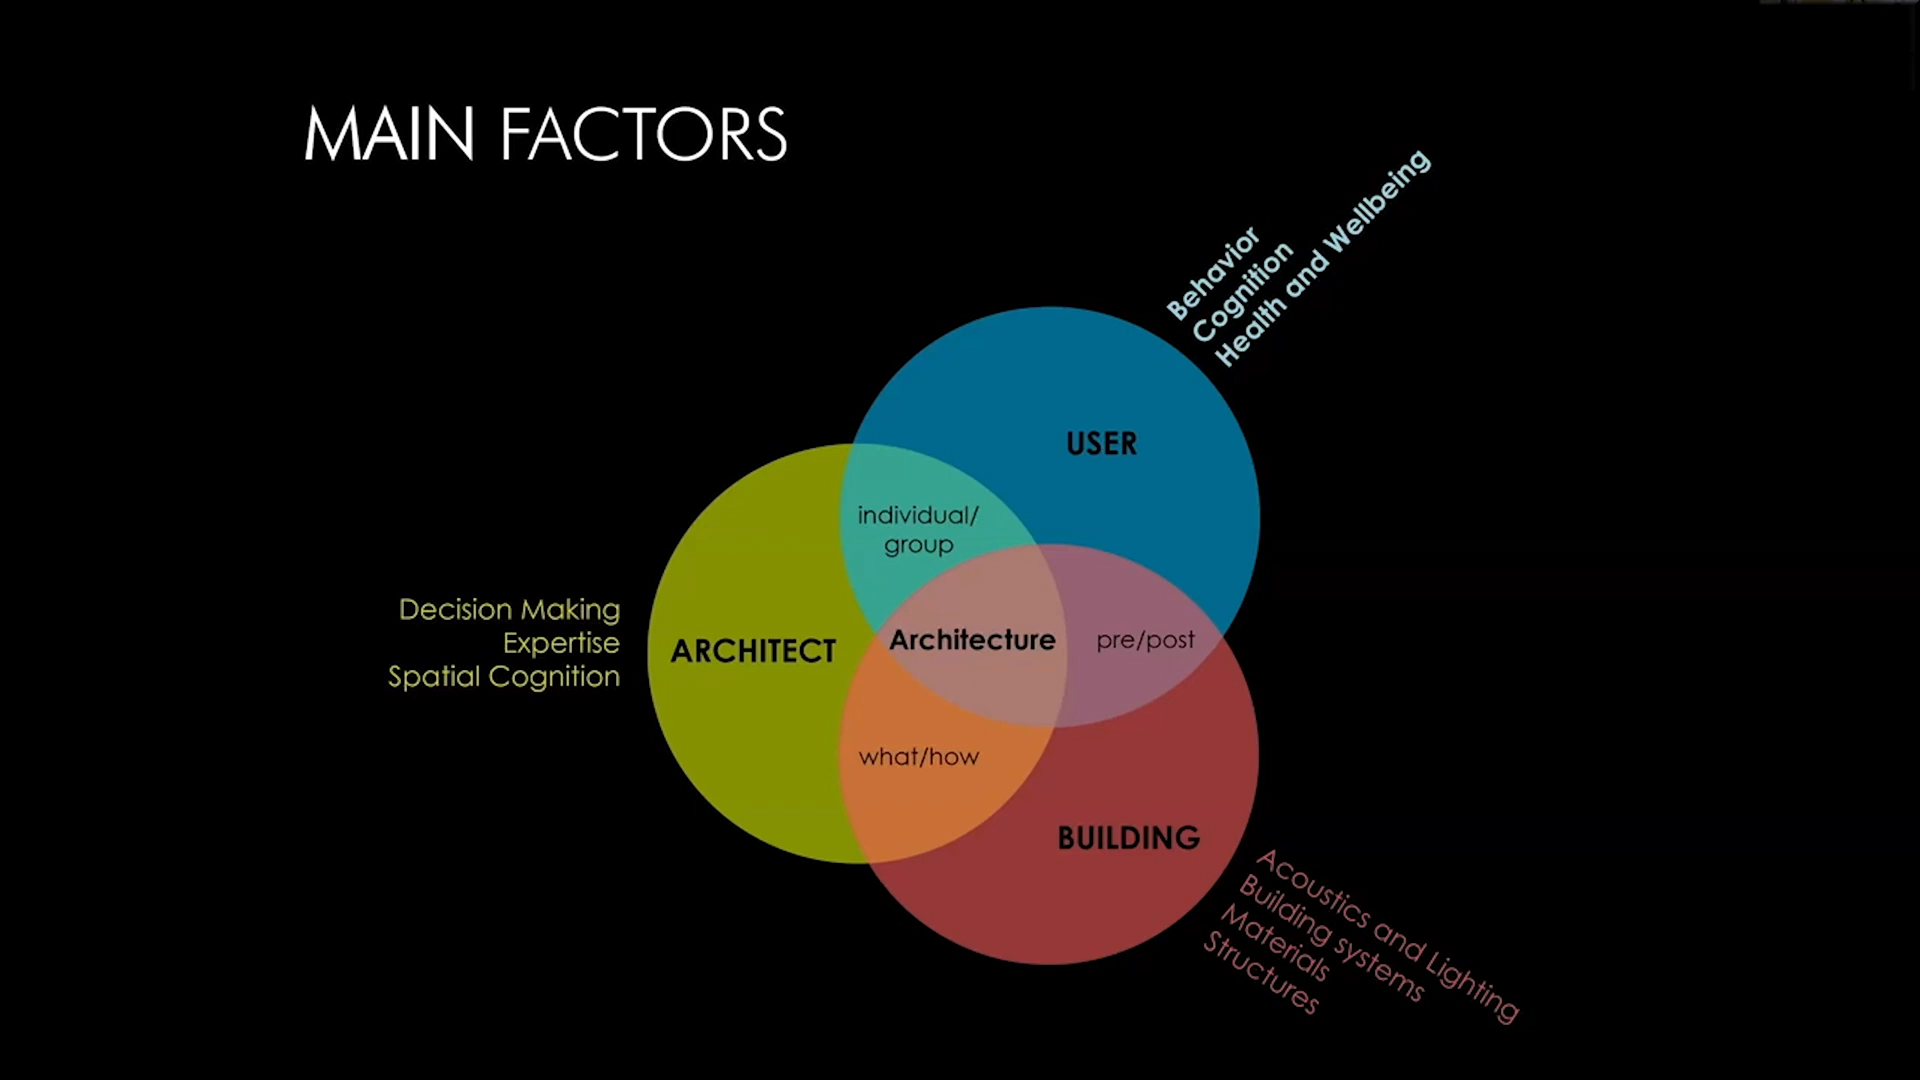 MAIN FACTORS
Behavior
Cognition
Health and Wellbeing
USER
individual/
group
Decision Making
Expertise
Spatial Cognition
ARCHITECT
Architecture
pre/post
what/how
BUILDING
Acoustics and Lighting
Building systems
Materials
Structures